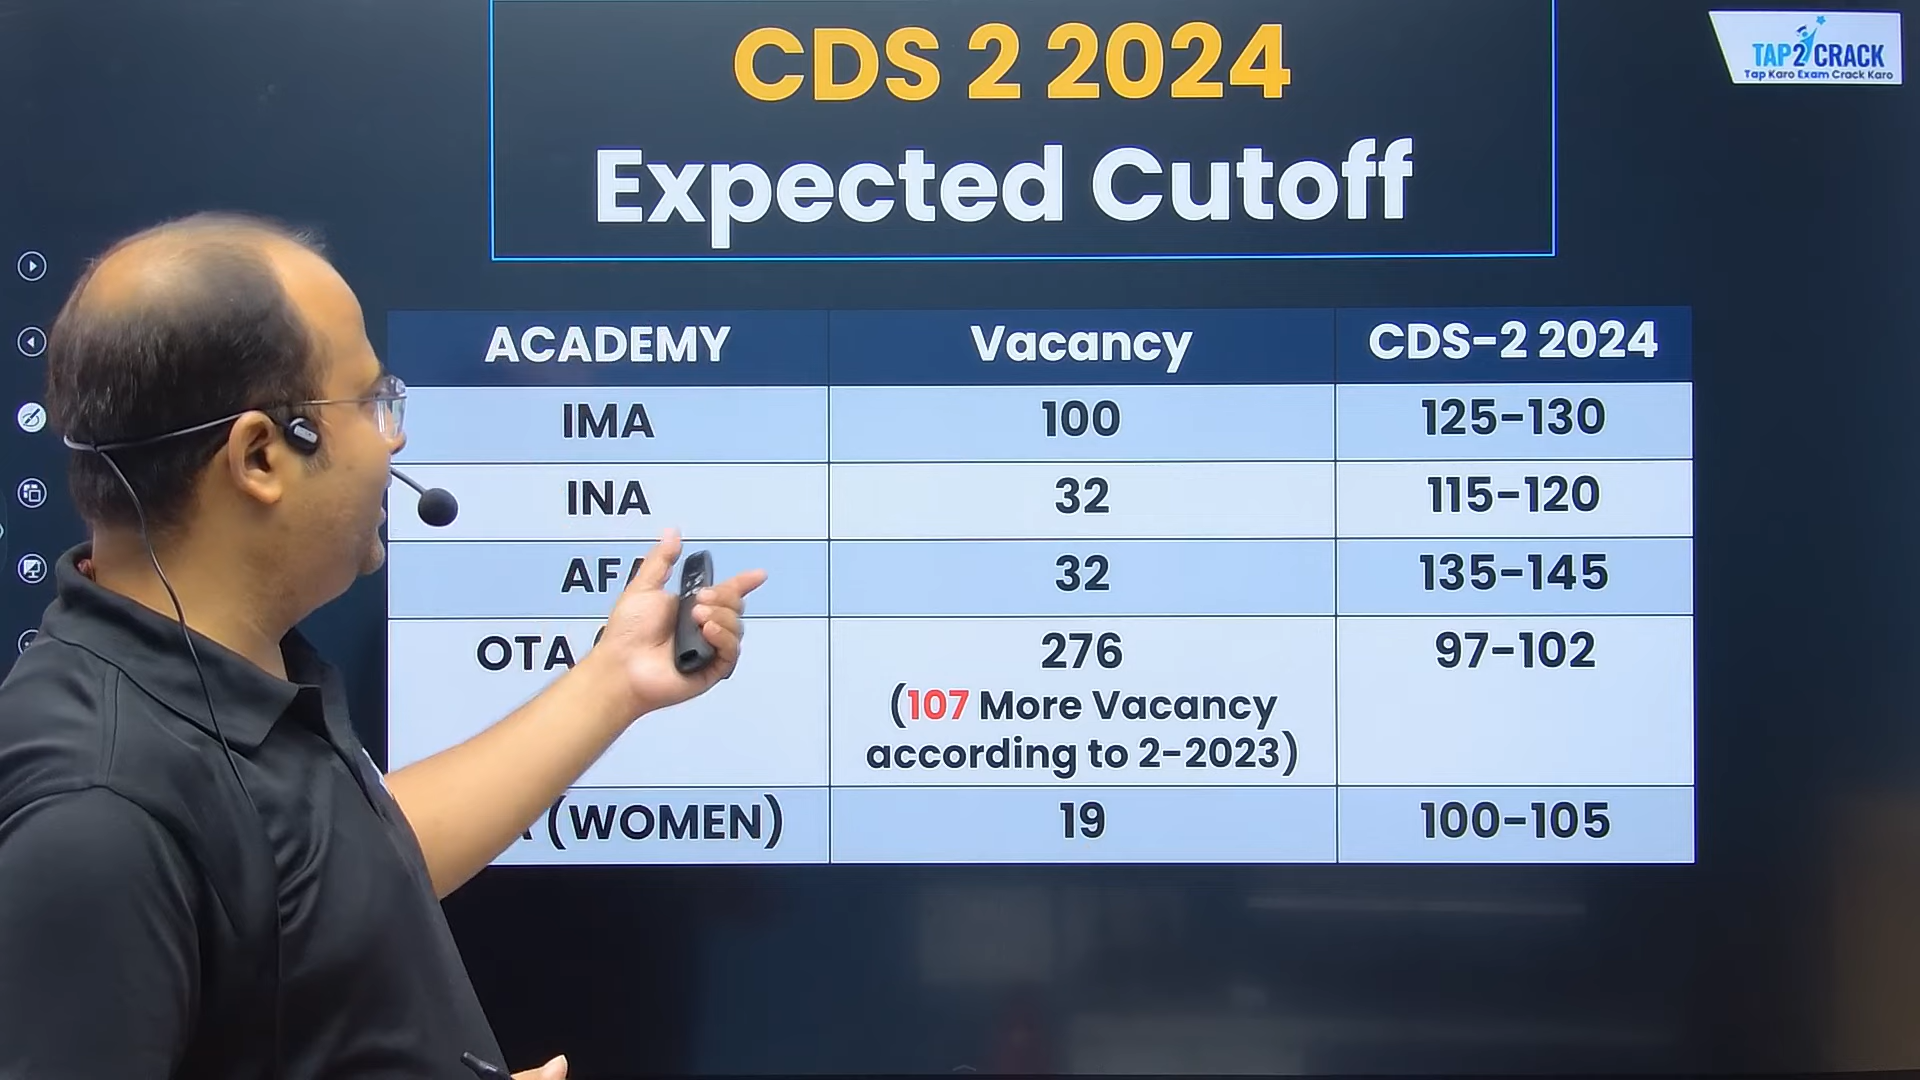 CDS 2 2024
Expected Cutoff
TAP2CRACK
Tap Karo Exam Crack Karo
ACADEMY Vacancy CDS-2 2024
IMA 100 125-130
INA 32 115-120
32 135-145
OTA 276 97-102
(107 More Vacancy
according to 2-2023)
(WOMEN) 19 100-105